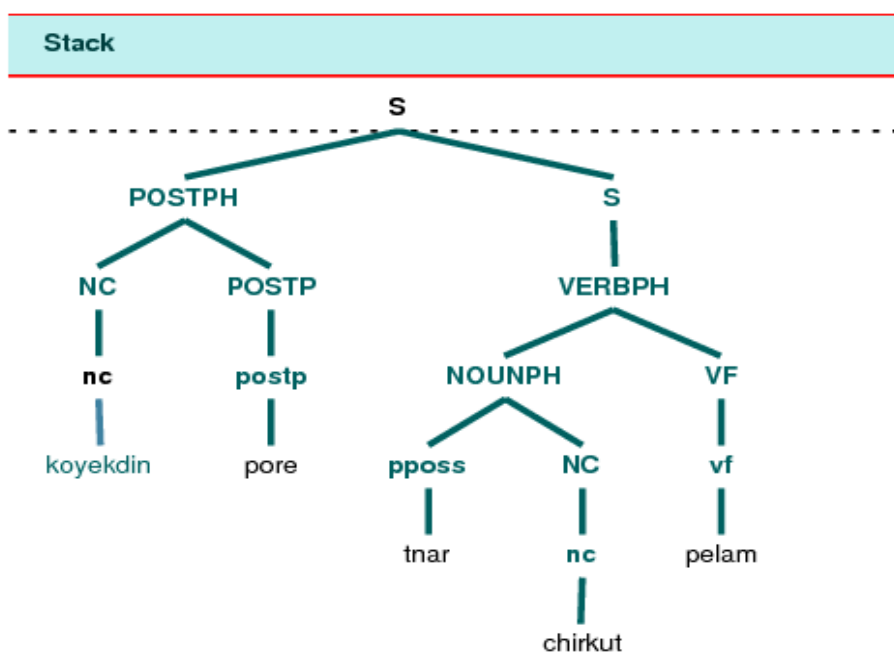 Stack
S
POSTPH S
NC POSTP VERBPH
nc postp NOUNPH VF
koyekdin pore pposs NC vf
tnar nc pelam
chirkut